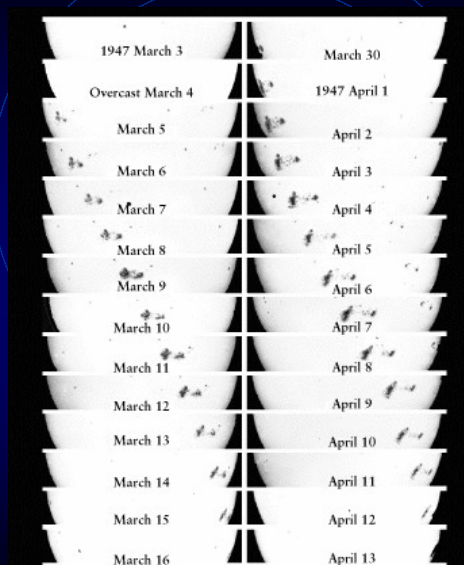 1947 March 3
Overcast March 4
March 5
March 6
March 7
March 8
March 9
March 10
March 11
March 12
March 13
March 14
March 15
March 16
March 30
1947 April 1
April 2
April 3
April 4
April 5
April 6
April 7
April 8
April 9
April 10
April 11
April 12
April 13